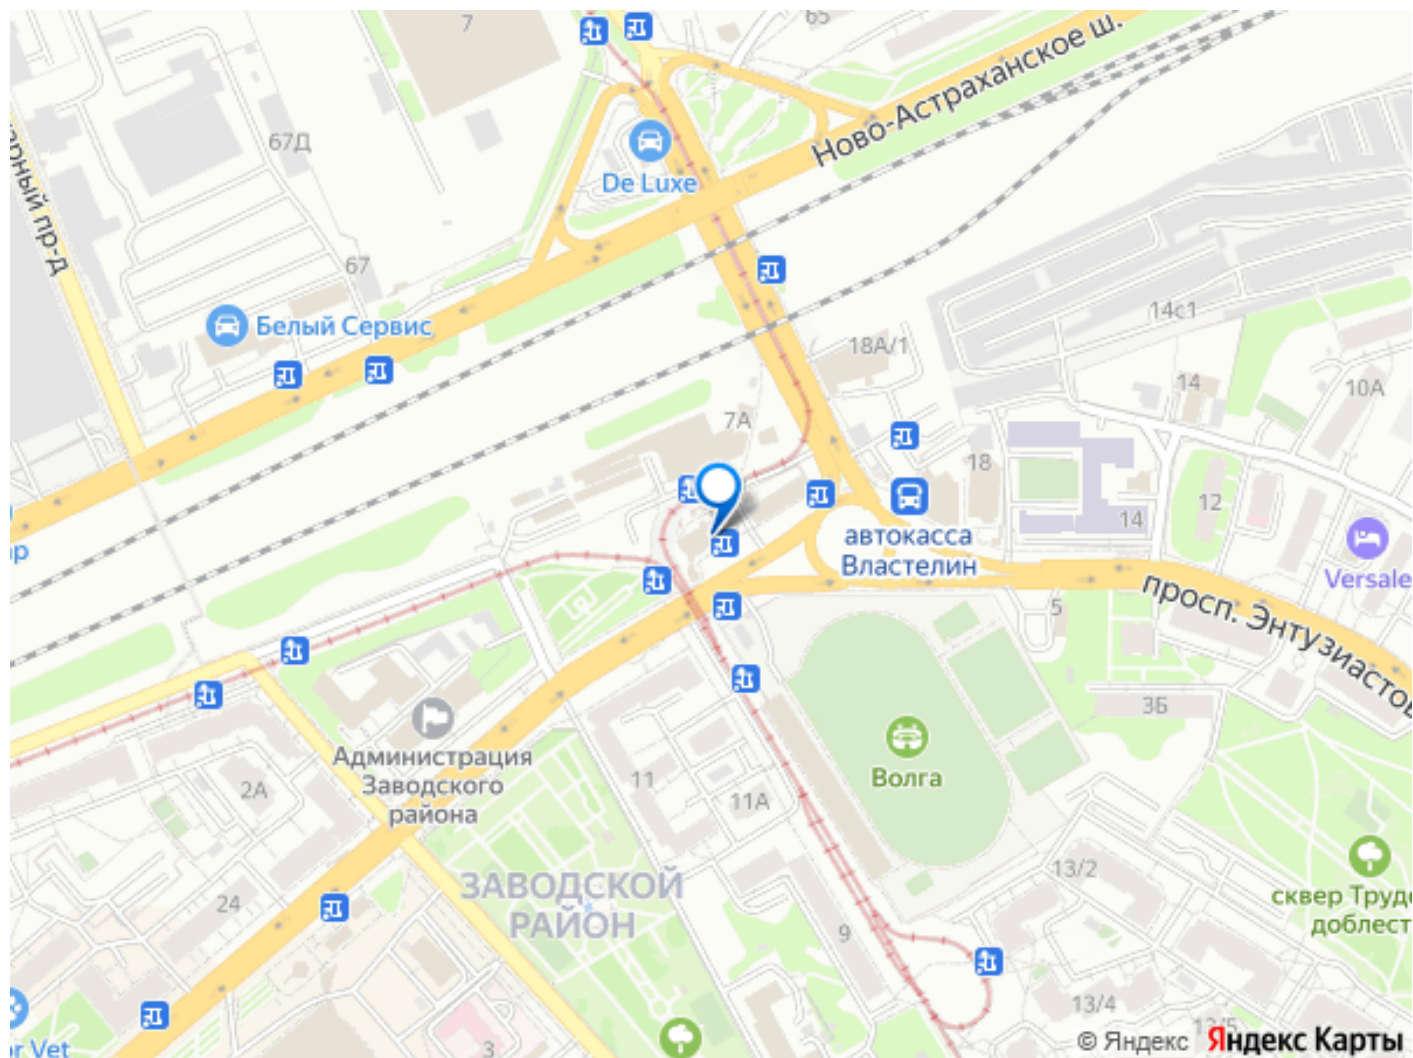 7
65
Ново-Астраханское ш.
67Д
De Luxe
67
Белый Сервис
14с1
18А/1
14
10А
7А
18
12
14
автокасса
Властелин
Versale
просп. Энтузиастов
5
3Б
Администрация
Заводского
района
2А
11
11А
Волга
ЗАВОДСКОЙ
РАЙОН
24
9
13/2
сквер Труд
доблест
13/4
13/5
3
r Vet
© Яндекс
Яндекс Карты